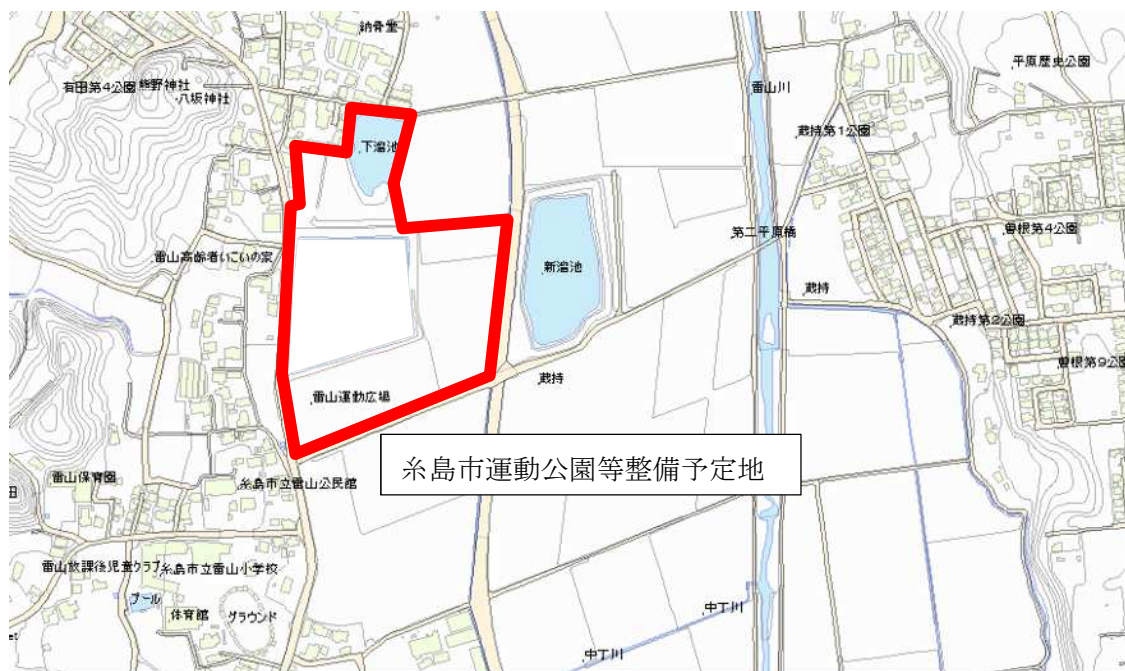 納骨堂
平原歴史公園
有田第4公園
熊野神社
八坂神社
雷山川
蔵持第1公園
下溜池
第二平原橋
曽根第4公園
雷山高齢者いこいの家
新溜池
蔵持
蔵持第2公園
曽根第9公園
蔵持
雷山運動広場
糸島市運動公園等整備予定地
雷山保育園
糸島市立雷山公民館
田
雷山放課後児童クラブ
糸島市立雷山小学校
プール
体育館
グラウンド
中丁川
中丁川